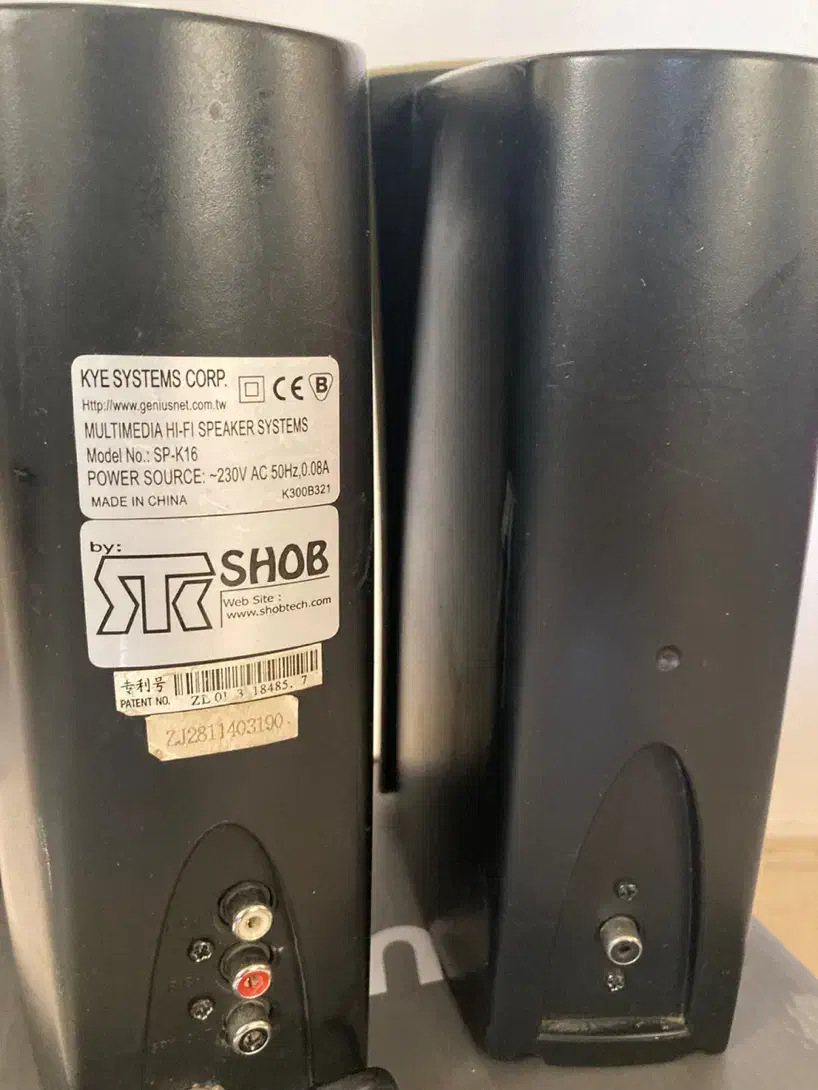 KYE SYSTEMS CORP.
CE B
Http://www.geniusnet.com.tw
MULTIMEDIA HI-FI SPEAKER SYSTEMS
Model No.: SP-K16
POWER SOURCE: ~230V AC 50Hz,0.08A
MADE IN CHINA K300B321
by:
SHOB
Web Site :
www.shobtech.com
专利号
PATENT NO. ZL 01 3 18485. 7
ZJ2811403190
n